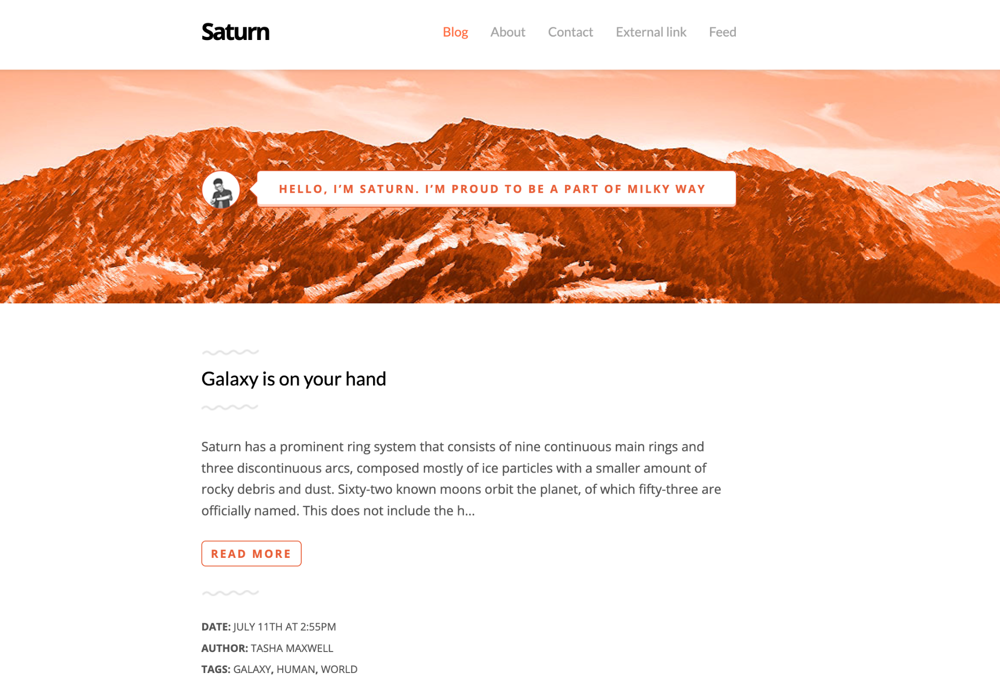 Saturn
Blog About Contact External link Feed
HELLO, I’M SATURN. I’M PROUD TO BE A PART OF MILKY WAY
Galaxy is on your hand
Saturn has a prominent ring system that consists of nine continuous main rings and
three discontinuous arcs, composed mostly of ice particles with a smaller amount of
rocky debris and dust. Sixty-two known moons orbit the planet, of which fifty-three are
officially named. This does not include the h...
READ MORE
DATE: JULY 11TH AT 2:55PM
AUTHOR: TASHA MAXWELL
TAGS: GALAXY, HUMAN, WORLD